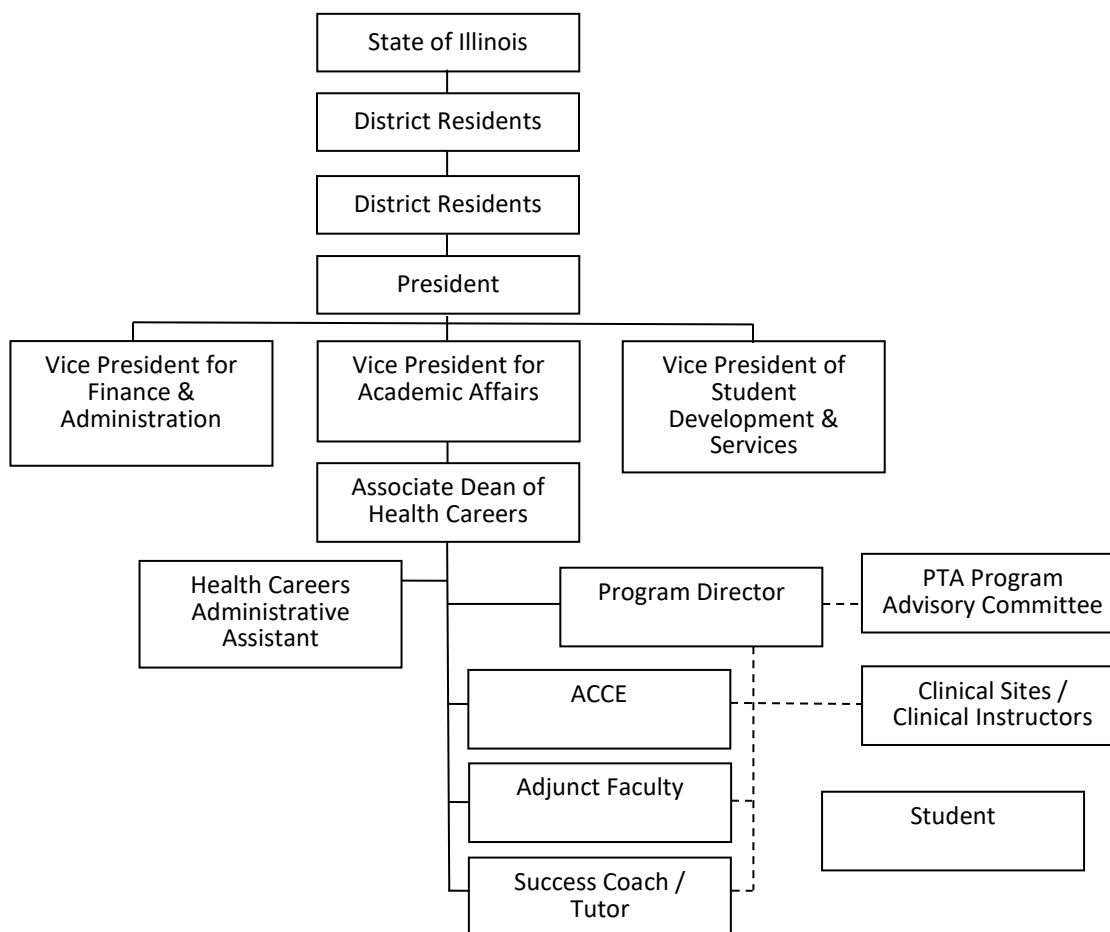 State of Illinois
District Residents
District Residents
President
Vice President for
Finance &
Administration
Vice President for
Academic Affairs
Vice President of
Student
Development &
Services
Associate Dean of
Health Careers
Health Careers
Administrative
Assistant
Program Director
PTA Program
Advisory Committee
ACCE
Clinical Sites /
Clinical Instructors
Adjunct Faculty
Student
Success Coach /
Tutor